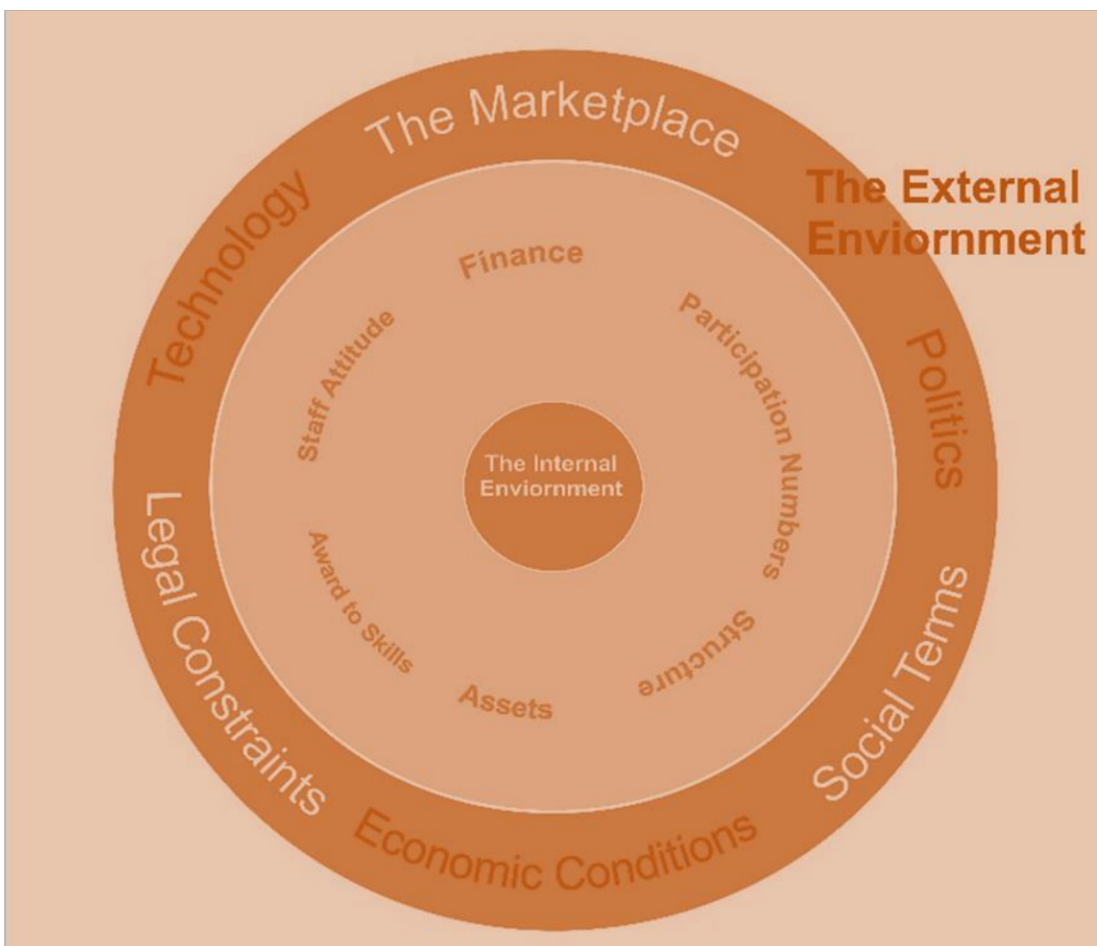 The Marketplace
The External
Enviornment
Technology
Politics
Finance
Participation Numbers
Staff Attitude
The Internal
Enviornment
Award to Skills
Structure
Assets
Legal Constraints
Social Terms
Economic Conditions